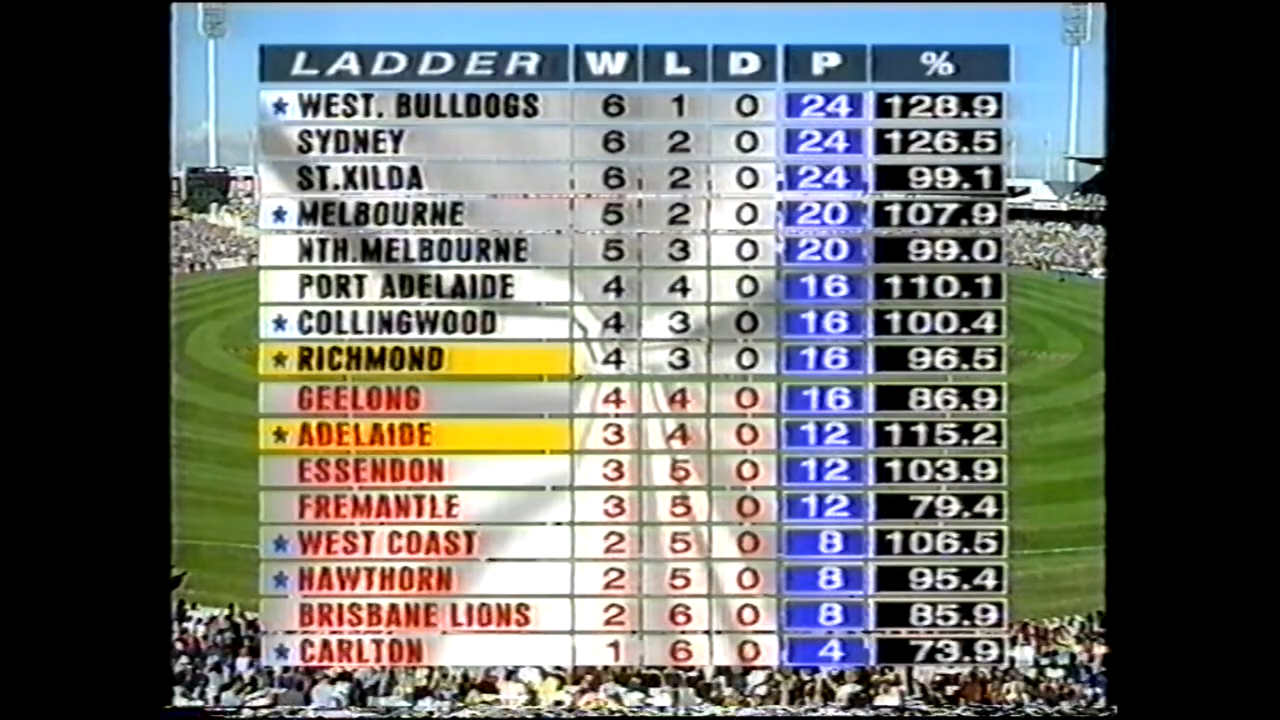 LADDER W L D P %
* WEST. BULLDOGS 6 1 0 24 128.9
SYDNEY 6 2 0 24 126.5
ST.KILDA 6 2 0 24 99.1
* MELBOURNE 5 2 0 20 107.9
NTH.MELBOURNE 5 3 0 20 99.0
PORT ADELAIDE 4 4 0 16 110.1
* COLLINGWOOD 4 3 0 16 100.4
* RICHMOND 4 3 0 16 96.5
GEELONG 4 4 0 16 86.9
* ADELAIDE 3 4 0 12 115.2
ESSENDON 3 5 0 12 103.9
FREMANTLE 3 5 0 12 79.4
* WEST COAST 2 5 0 8 106.5
* HAWTHORN 2 5 0 8 95.4
BRISBANE LIONS 2 6 0 8 85.9
* CARLTON 1 6 0 4 73.9